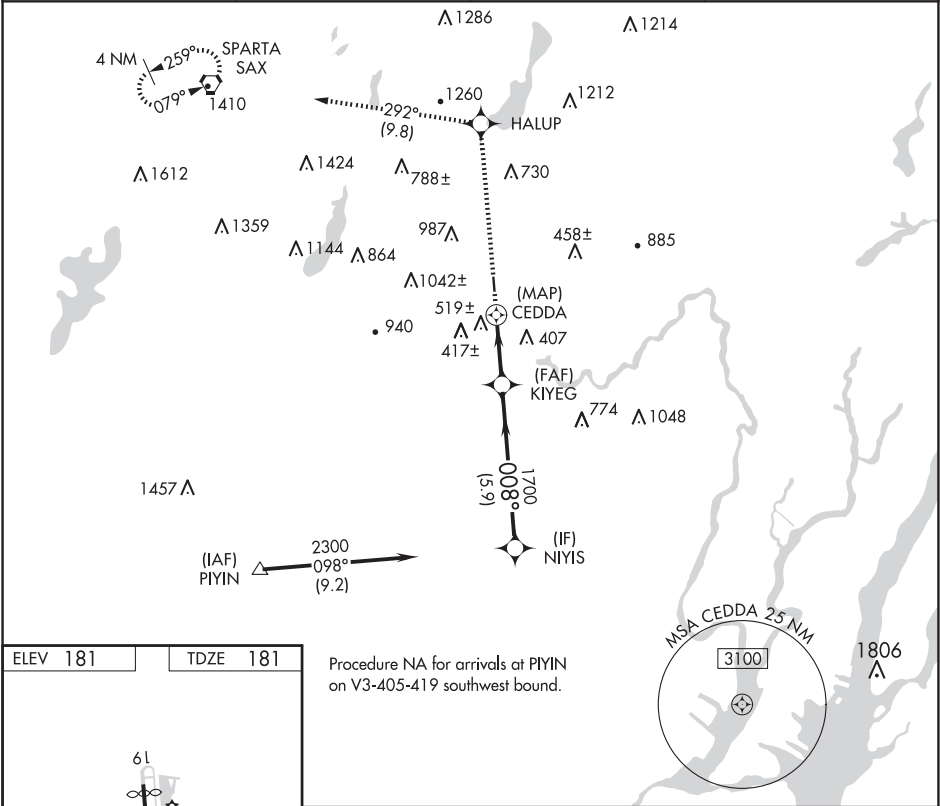 1286
1214
4 NM
259°
SPARTA
SAX
079°
1410
1260
1212
292°
(9.8)
HALUP
1612
1424
788±
730
1359
987
458±
885
1144
864
1042±
(MAP)
CEDDA
519±
940
417±
407
(FAF)
KIYEG
774
1048
1700
008°
(5.9)
1457
(IF)
NIYIS
(IAF)
PIYIN
2300
098°
(9.2)
MSA CEDDA 25 NM
3100
1806
ELEV 181
TDZE 181
Procedure NA for arrivals at PIYIN
on V3-405-419 southwest bound.
19